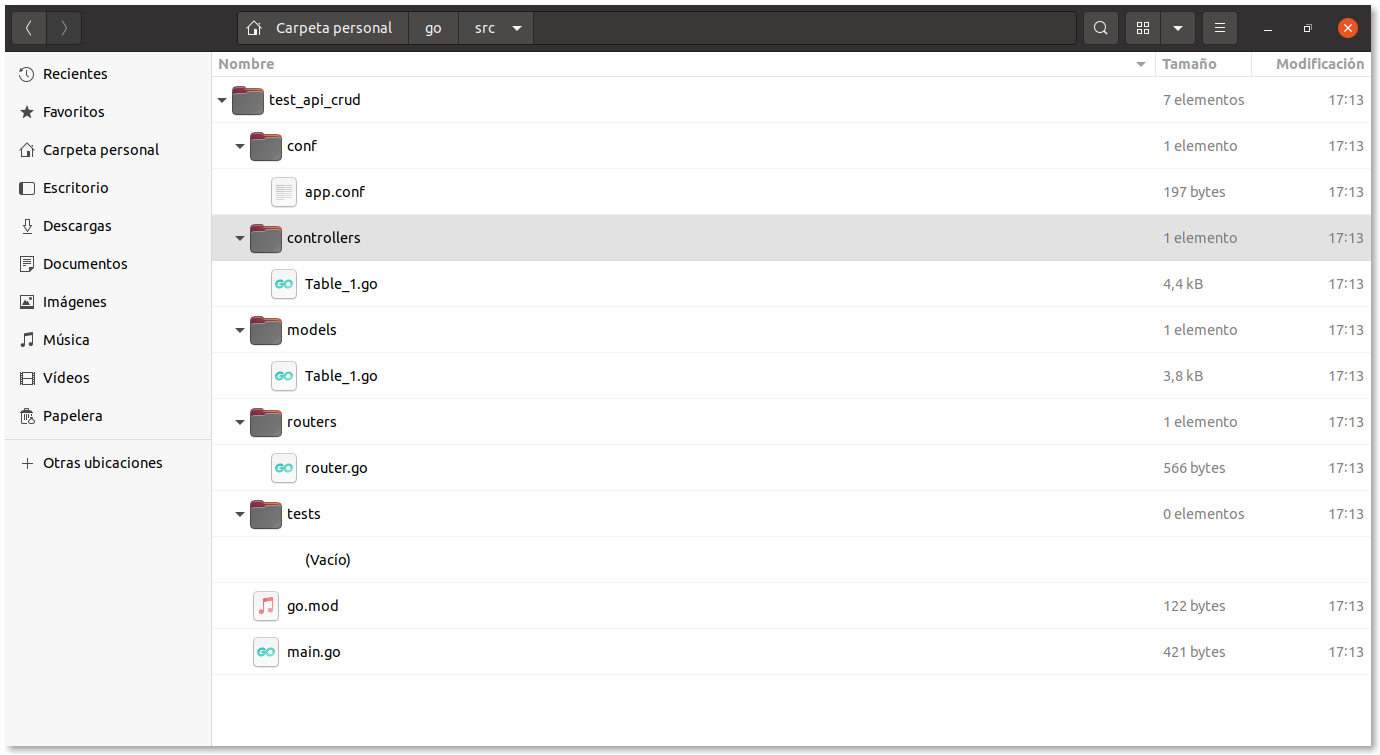 Carpeta personal go src
Recientes
Favoritos
Carpeta personal
Escritorio
Descargas
Documentos
Imágenes
Música
Vídeos
Papelera
Otras ubicaciones
Nombre Tamaño Modificación
test_api_crud 7 elementos 17:13
conf 1 elemento 17:13
app.conf 197 bytes 17:13
controllers 1 elemento 17:13
GO Table_1.go 4,4 kB 17:13
models 1 elemento 17:13
GO Table_1.go 3,8 kB 17:13
routers 1 elemento 17:13
GO router.go 566 bytes 17:13
tests 0 elementos 17:13
(Vacío)
go.mod 122 bytes 17:13
GO main.go 421 bytes 17:13